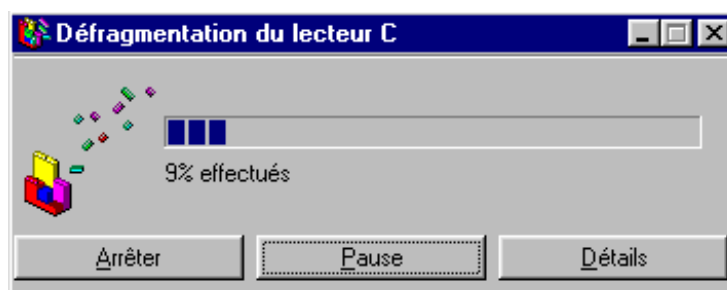 Défragmentation du lecteur C
9% effectués
Arrêter
Pause
Détails